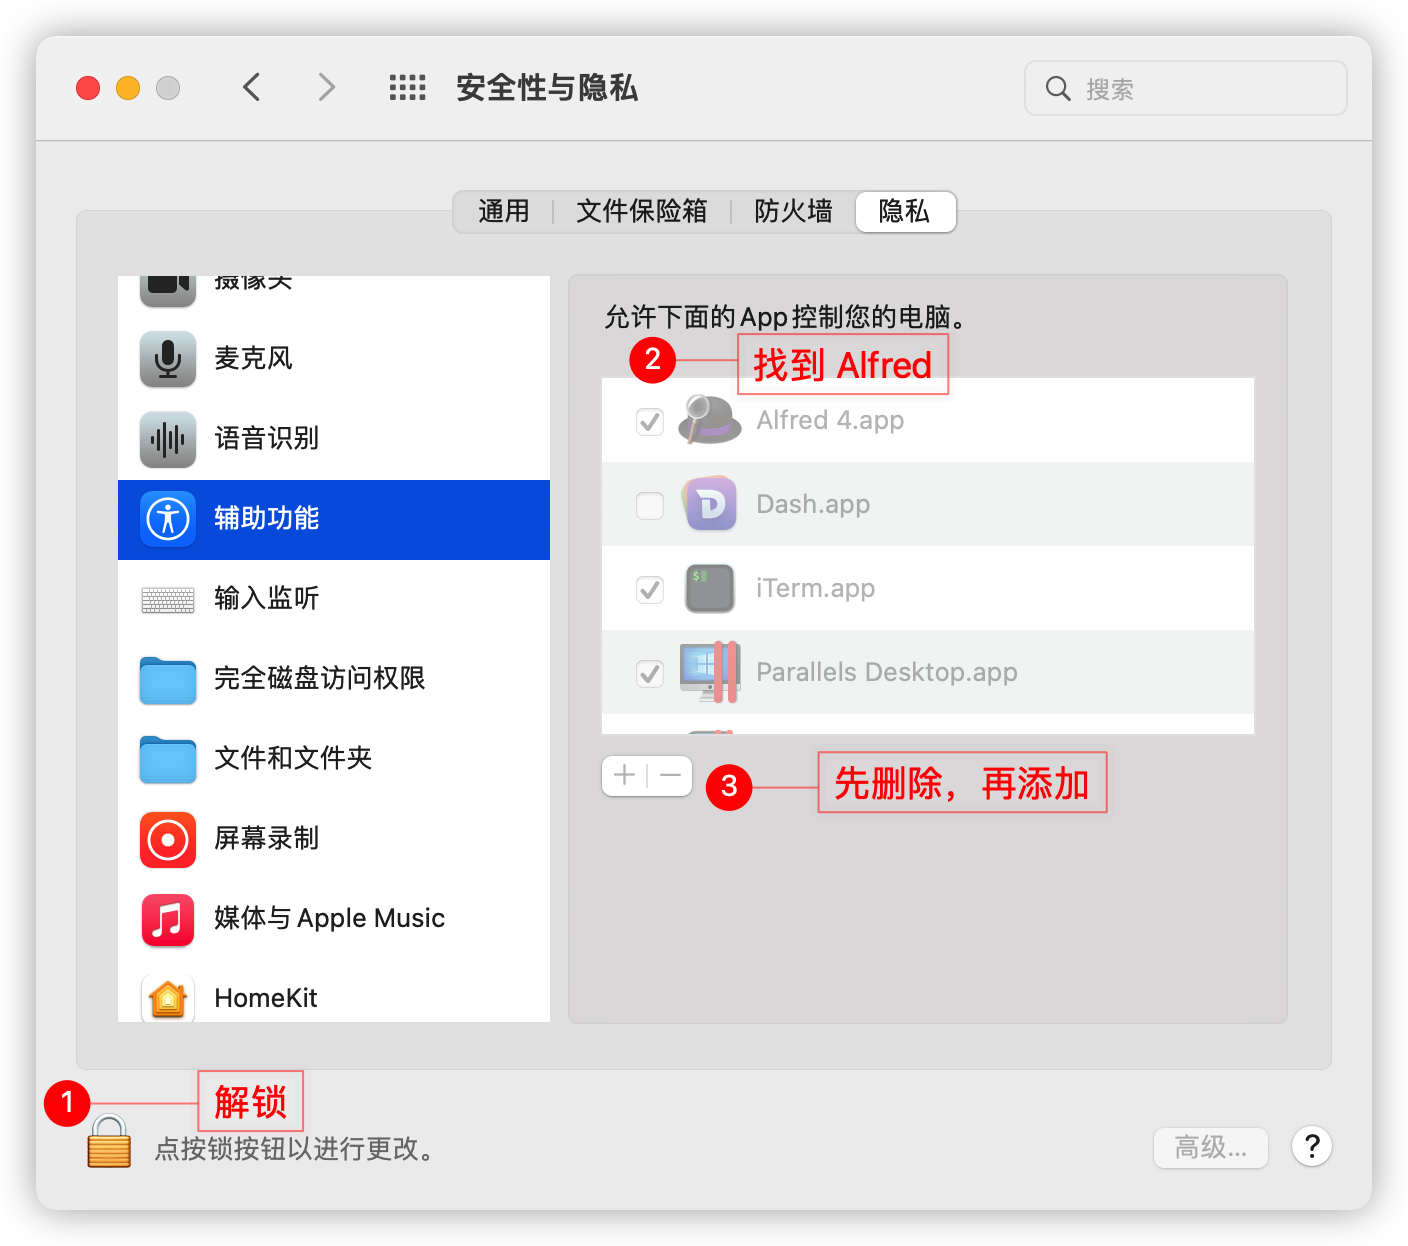 安全性与隐私
搜索
通用
文件保险箱
防火墙
隐私
摄像头
麦克风
语音识别
辅助功能
输入监听
完全磁盘访问权限
文件和文件夹
屏幕录制
媒体与 Apple Music
HomeKit
允许下面的 App 控制您的电脑。
2
找到 Alfred
Alfred 4.app
D
Dash.app
$
iTerm.app
Parallels Desktop.app
3
先删除，再添加
1
解锁
点按锁按钮以进行更改。
高级...
?